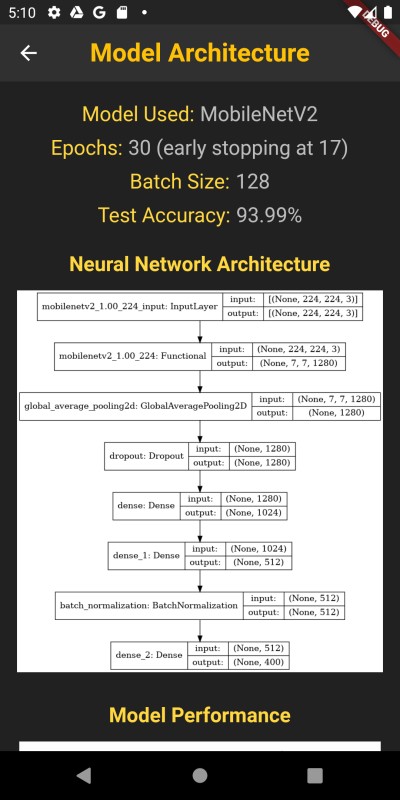 5:10
DEBUG
Model Architecture
Model Used: MobileNetV2
Epochs: 30 (early stopping at 17)
Batch Size: 128
Test Accuracy: 93.99%
Neural Network Architecture
mobilenetv2_1.00_224_input: InputLayer input: [(None, 224, 224, 3)]
output: [(None, 224, 224, 3)]
mobilenetv2_1.00_224: Functional input: (None, 224, 224, 3)
output: (None, 7, 7, 1280)
global_average_pooling2d: GlobalAveragePooling2D input: (None, 7, 7, 1280)
output: (None, 1280)
dropout: Dropout input: (None, 1280)
output: (None, 1280)
dense: Dense input: (None, 1280)
output: (None, 1024)
dense_1: Dense input: (None, 1024)
output: (None, 512)
batch_normalization: BatchNormalization input: (None, 512)
output: (None, 512)
dense_2: Dense input: (None, 512)
output: (None, 400)
Model Performance